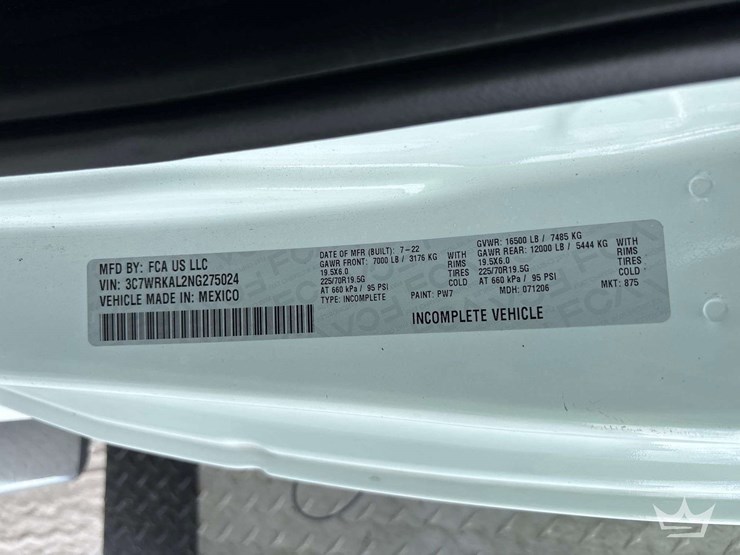 MFD BY: FCA US LLC
VIN: 3C7WRKAL2NG275024
VEHICLE MADE IN: MEXICO
DATE OF MFR (BUILT): 7-22
GAWR FRONT: 7000 LB / 3176 KG WITH
19.5X6.0 RIMS
225/70R19.5G TIRES
AT 660 kPa / 95 PSI COLD
TYPE: INCOMPLETE PAINT: PW7
GVWR: 16500 LB / 7485 KG
GAWR REAR: 12000 LB / 5444 KG WITH
19.5X6.0 RIMS
225/70R19.5G TIRES
AT 660 kPa / 95 PSI COLD
MDH: 071206 MKT: 875
INCOMPLETE VEHICLE